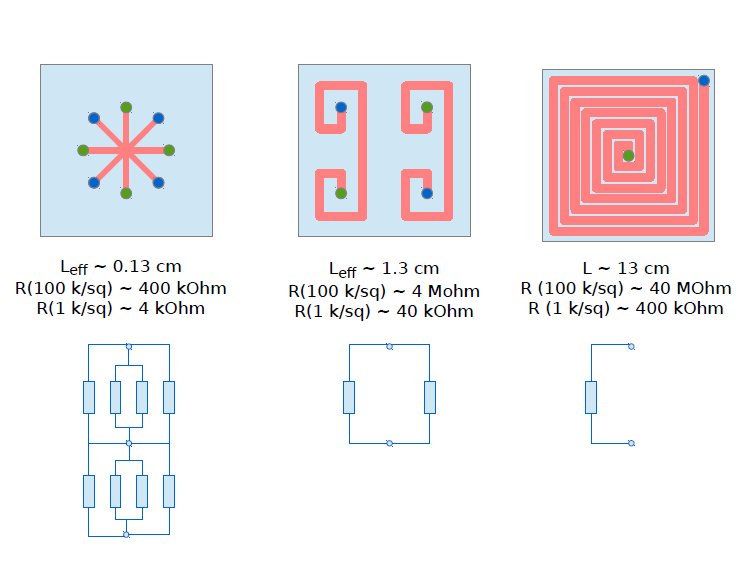 Leff ~ 0.13 cm
R(100 k/sq) ~ 400 kOhm
R(1 k/sq) ~ 4 kOhm
Leff ~ 1.3 cm
R(100 k/sq) ~ 4 Mohm
R(1 k/sq) ~ 40 kOhm
L ~ 13 cm
R (100 k/sq) ~ 40 MOhm
R (1 k/sq) ~ 400 kOhm